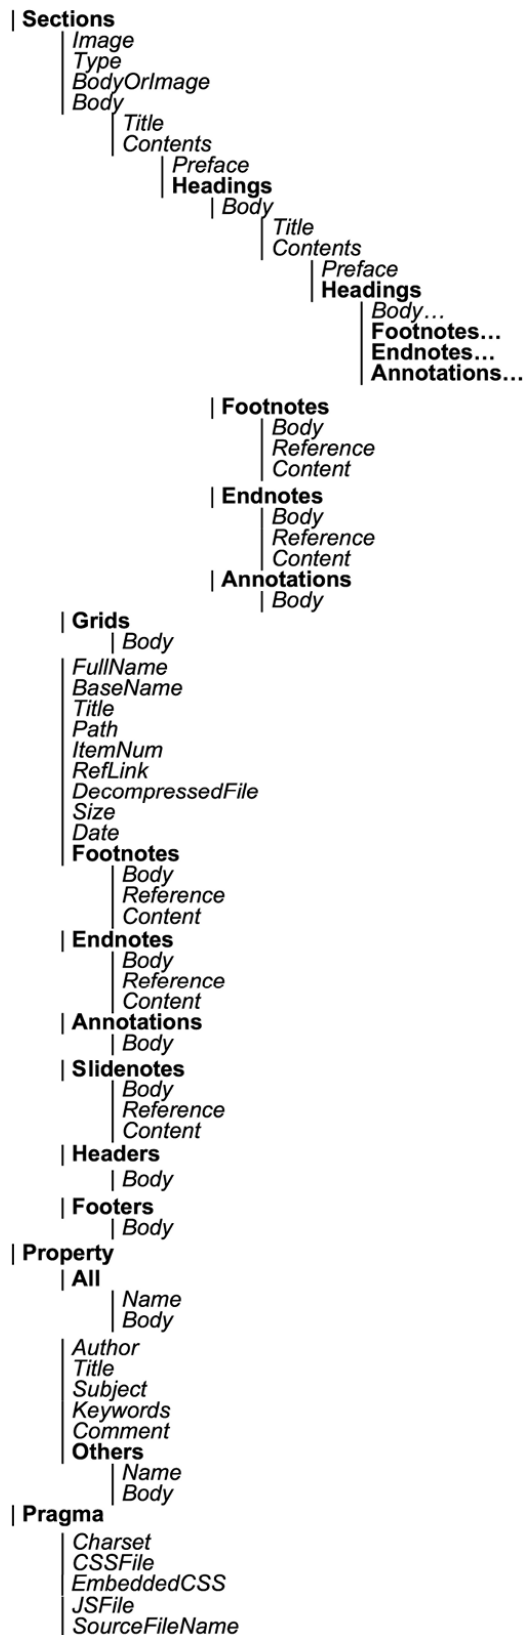 Sections
Image
Type
BodyOrImage
Body
Title
Contents
Preface
Headings
Body
Title
Contents
Preface
Headings
Body…
Footnotes…
Endnotes…
Annotations…
Footnotes
Body
Reference
Content
Endnotes
Body
Reference
Content
Annotations
Body
Grids
Body
FullName
BaseName
Title
Path
ItemNum
RefLink
DecompressedFile
Size
Date
Footnotes
Body
Reference
Content
Endnotes
Body
Reference
Content
Annotations
Body
Slidenotes
Body
Reference
Content
Headers
Body
Footers
Body
Property
All
Name
Body
Author
Title
Subject
Keywords
Comment
Others
Name
Body
Pragma
Charset
CSSFile
EmbeddedCSS
JSFile
SourceFileName